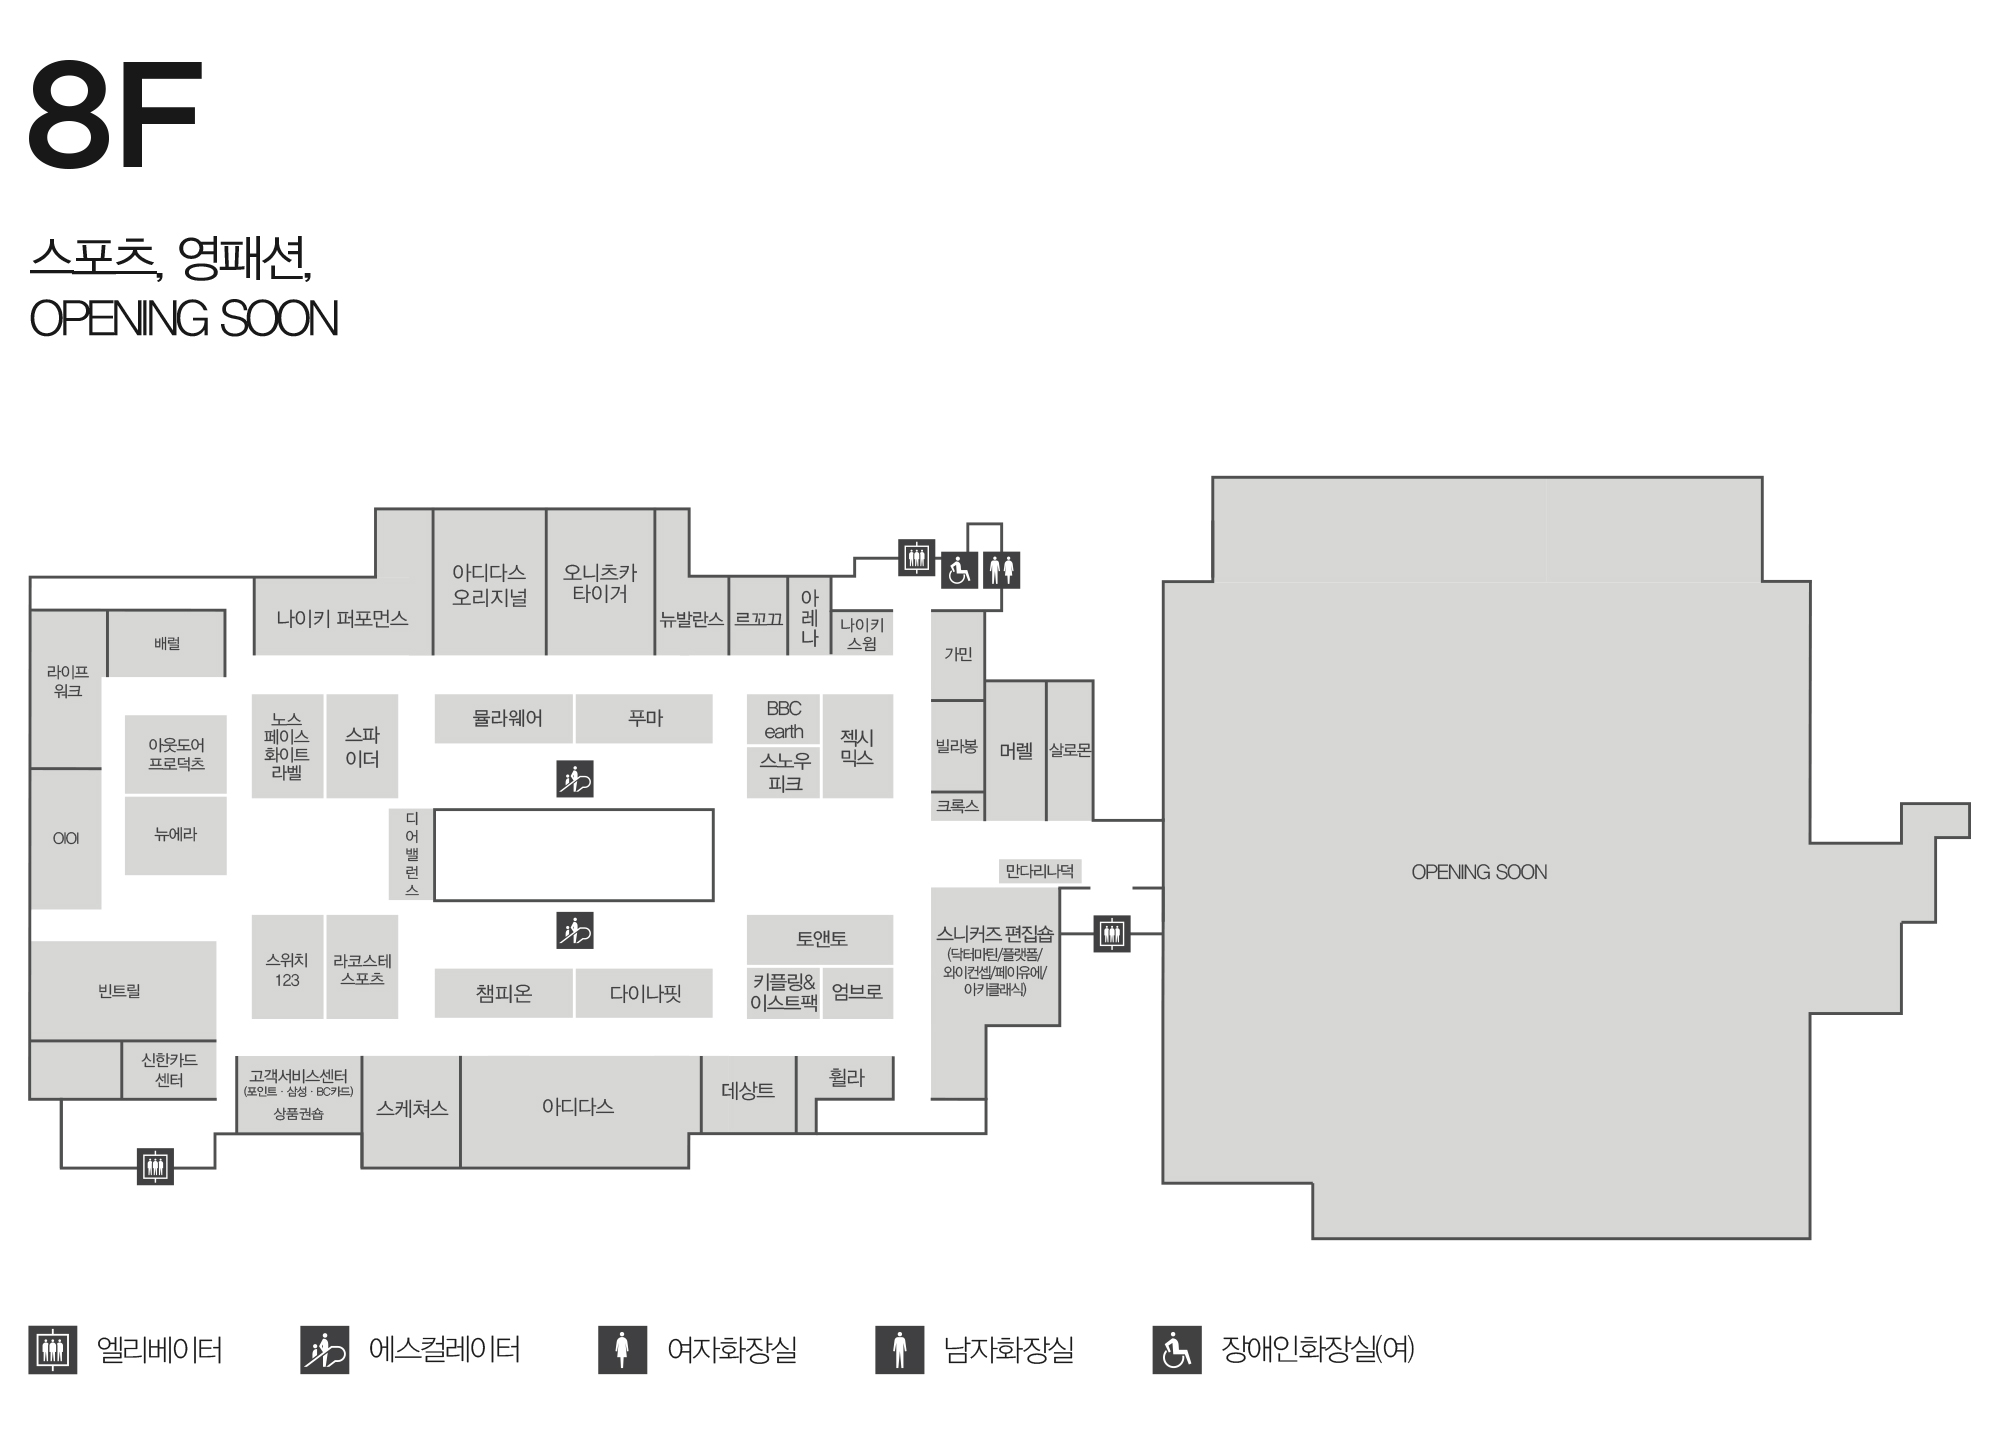 8F
스포츠, 영패션,
OPENING SOON
아디다스
오리지널
오니츠카
타이거
나이키 퍼포먼스
뉴발란스
르꼬끄
아
레
나
나이키
스윔
가민
배럴
라이프
워크
아웃도어
프로덕츠
노스
페이스
화이트
라벨
스파
이더
뮬라웨어
푸마
BBC
earth
스노우
피크
젝시
믹스
빌라봉
머렐
살로몬
크록스
OIOI
뉴에라
디
어
밸
런
스
만다리나덕
OPENING SOON
스니커즈 편집숍
(닥터마틴/플랫폼/
와이컨셉/페이유에/
아키클래식)
토앤토
키플링&
이스트팩
엄브로
스위치
123
라코스테
스포츠
챔피온
다이나핏
빈트릴
신한카드
센터
고객서비스센터
(포인트 · 삼성 · BC카드)
상품권숍
스케쳐스
아디다스
데상트
휠라
엘리베이터
에스컬레이터
여자화장실
남자화장실
장애인화장실(여)